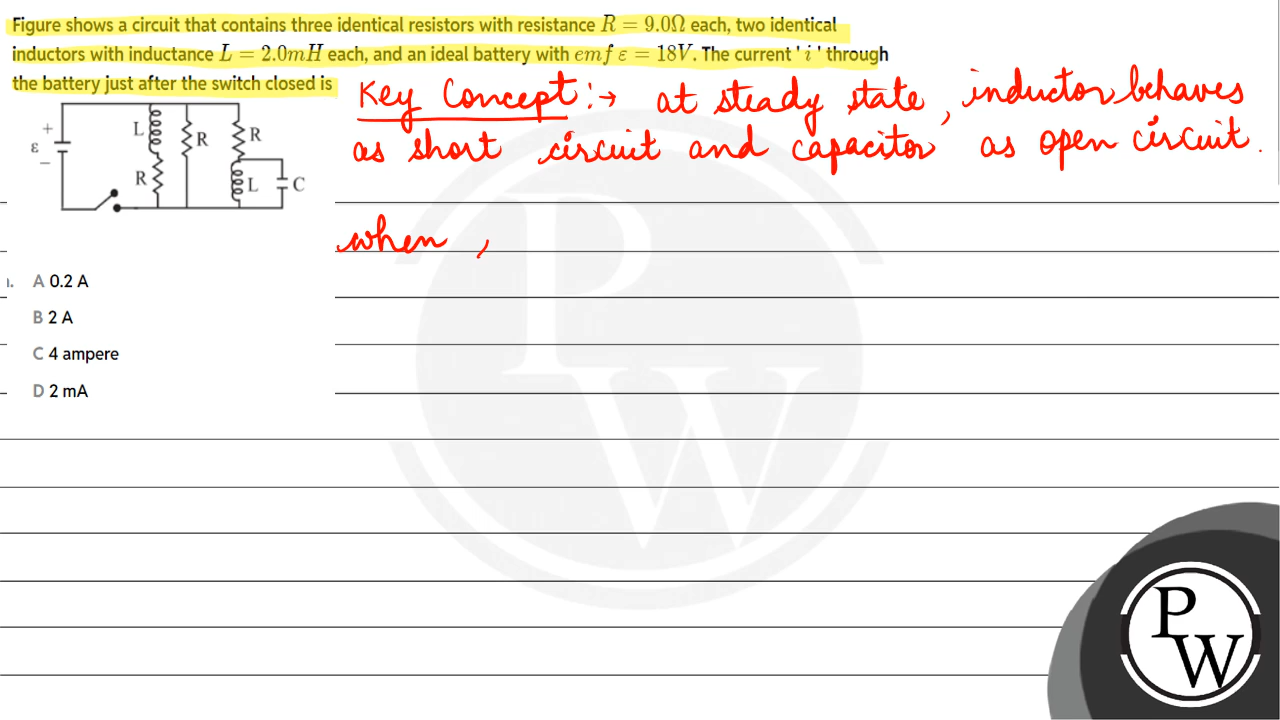 Figure shows a circuit that contains three identical resistors with resistance R = 9.0Ω each, two identical
inductors with inductance L = 2.0mH each, and an ideal battery with emf ε = 18V. The current ' i ' through
the battery just after the switch closed is
Key Concept :→ at steady state, inductor behaves
as short circuit and capacitor as open circuit.
+
ε
−
L
R
R
R
L
C
when ,
1.
A 0.2 A
B 2 A
C 4 ampere
D 2 mA
P
W
P
W